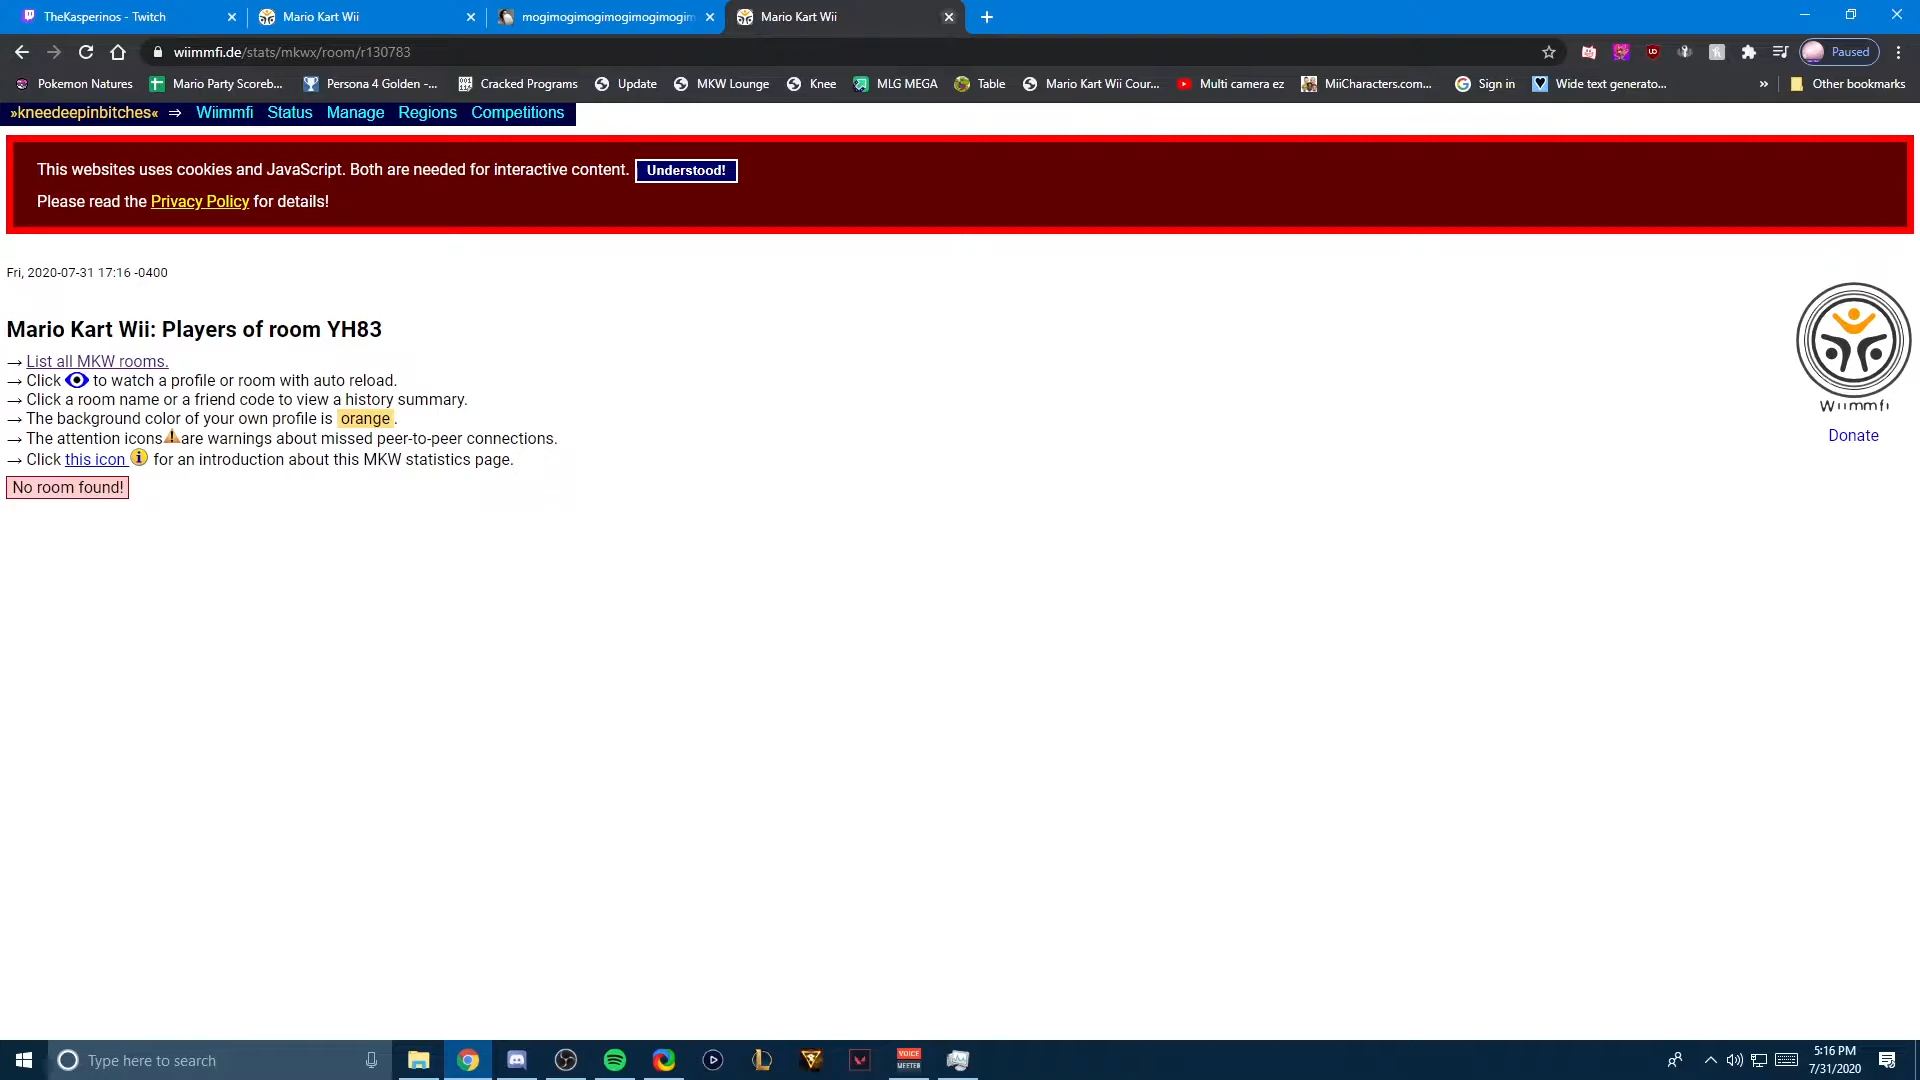 TheKasperinos - Twitch
Mario Kart Wii
mogimogimogimogimogimogim
Mario Kart Wii
wiimmfi.de/stats/mkwx/room/r130783
Paused
Pokemon Natures
Mario Party Scoreb...
Persona 4 Golden -...
Cracked Programs
Update
MKW Lounge
Knee
MLG MEGA
Table
Mario Kart Wii Cour...
Multi camera ez
MiiCharacters.com...
Sign in
Wide text generato...
»
Other bookmarks
»kneedeepinbitches« ⇒ Wiimmfi Status Manage Regions Competitions
This websites uses cookies and JavaScript. Both are needed for interactive content. Understood!
Please read the Privacy Policy for details!
Fri, 2020-07-31 17:16 -0400
Mario Kart Wii: Players of room YH83
→ List all MKW rooms.
→ Click to watch a profile or room with auto reload.
→ Click a room name or a friend code to view a history summary.
→ The background color of your own profile is orange .
→ The attention icons are warnings about missed peer-to-peer connections.
→ Click this icon for an introduction about this MKW statistics page.
No room found!
Wiimmfi
Donate
Type here to search
VOICE
MEETER
5:16 PM
7/31/2020